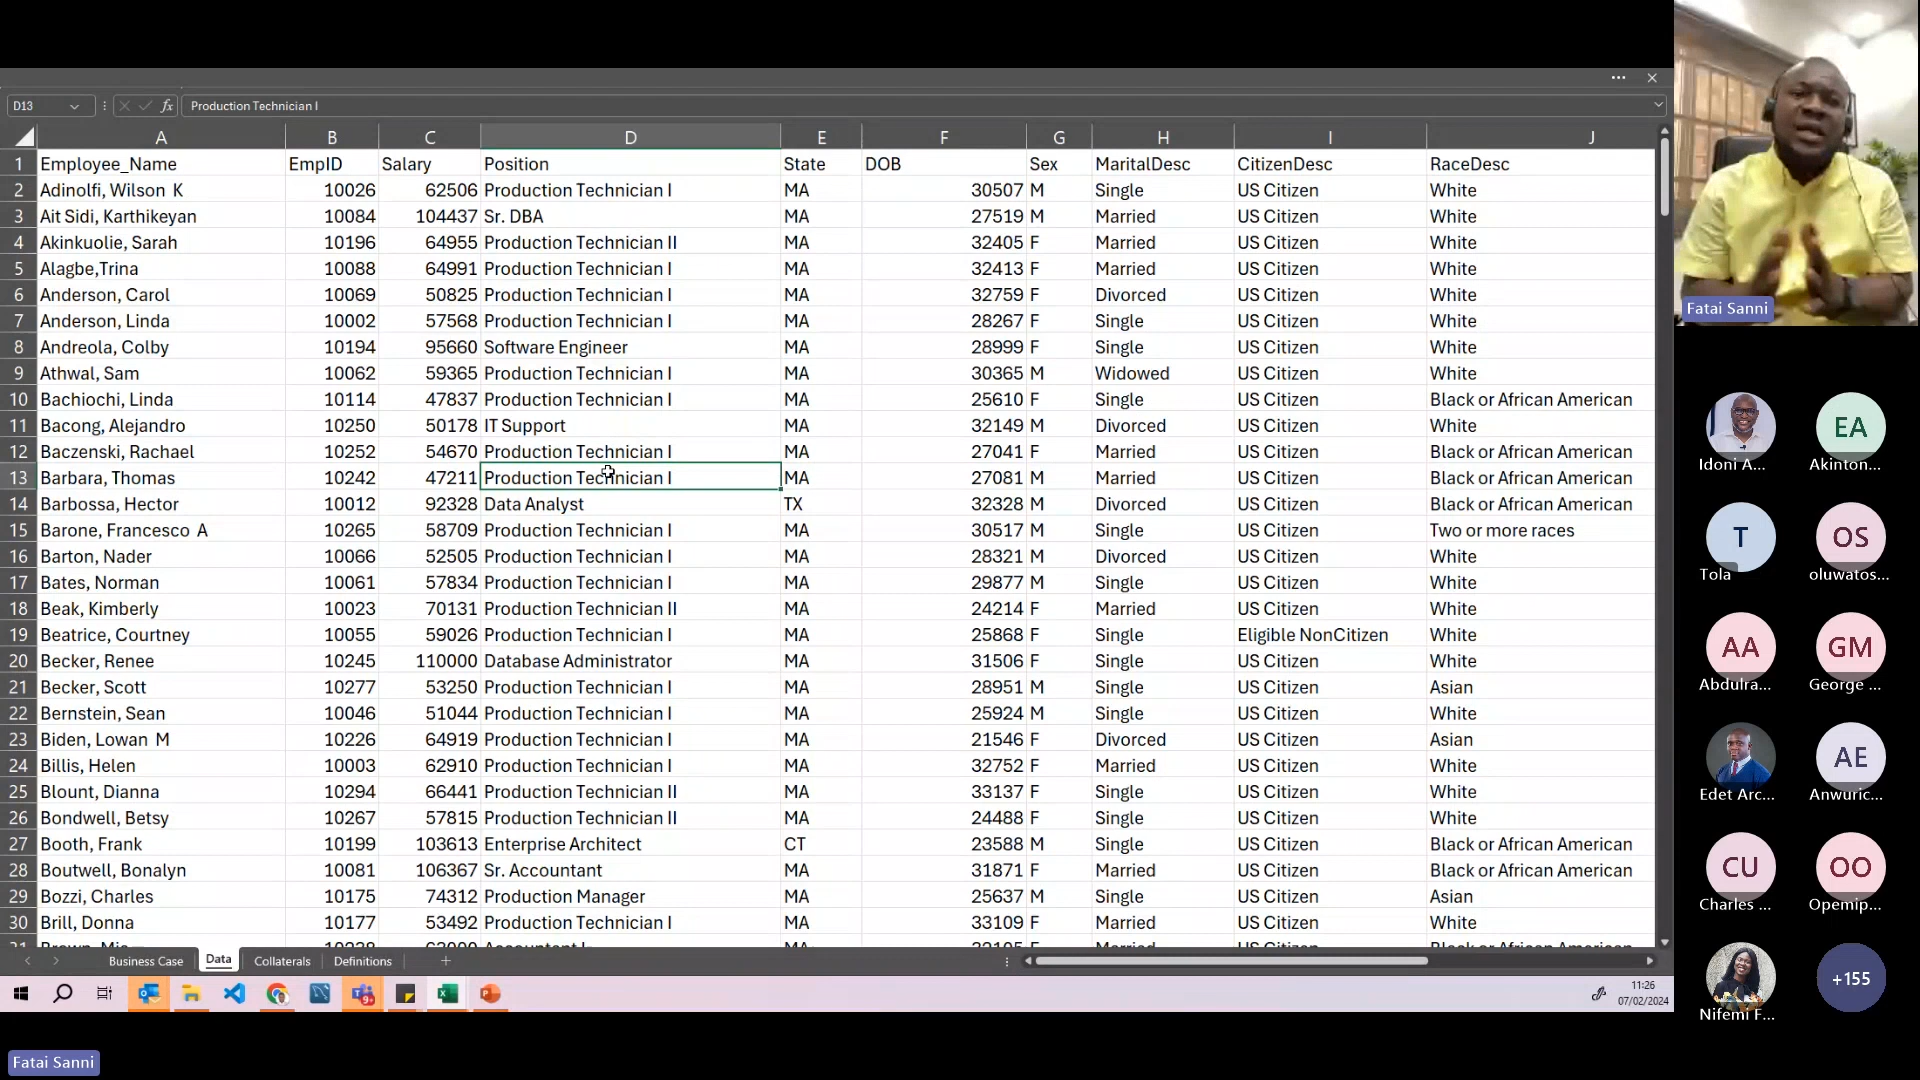 D13 fx Production Technician I
A B C D E F G H I J
1 Employee_Name EmpID Salary Position State DOB Sex MaritalDesc CitizenDesc RaceDesc
2 Adinolfi, Wilson K 10026 62506 Production Technician I MA 30507 M Single US Citizen White
3 Ait Sidi, Karthikeyan 10084 104437 Sr. DBA MA 27519 M Married US Citizen White
4 Akinkuolie, Sarah 10196 64955 Production Technician II MA 32405 F Married US Citizen White
5 Alagbe,Trina 10088 64991 Production Technician I MA 32413 F Married US Citizen White
6 Anderson, Carol 10069 50825 Production Technician I MA 32759 F Divorced US Citizen White
7 Anderson, Linda 10002 57568 Production Technician I MA 28267 F Single US Citizen White
8 Andreola, Colby 10194 95660 Software Engineer MA 28999 F Single US Citizen White
9 Athwal, Sam 10062 59365 Production Technician I MA 30365 M Widowed US Citizen White
10 Bachiochi, Linda 10114 47837 Production Technician I MA 25610 F Single US Citizen Black or African American
11 Bacong, Alejandro 10250 50178 IT Support MA 32149 M Divorced US Citizen White
12 Baczenski, Rachael 10252 54670 Production Technician I MA 27041 F Married US Citizen Black or African American
13 Barbara, Thomas 10242 47211 Production Technician I MA 27081 M Married US Citizen Black or African American
14 Barbossa, Hector 10012 92328 Data Analyst TX 32328 M Divorced US Citizen Black or African American
15 Barone, Francesco A 10265 58709 Production Technician I MA 30517 M Single US Citizen Two or more races
16 Barton, Nader 10066 52505 Production Technician I MA 28321 M Divorced US Citizen White
17 Bates, Norman 10061 57834 Production Technician I MA 29877 M Single US Citizen White
18 Beak, Kimberly 10023 70131 Production Technician II MA 24214 F Married US Citizen White
19 Beatrice, Courtney 10055 59026 Production Technician I MA 25868 F Single Eligible NonCitizen White
20 Becker, Renee 10245 110000 Database Administrator MA 31506 F Single US Citizen White
21 Becker, Scott 10277 53250 Production Technician I MA 28951 M Single US Citizen Asian
22 Bernstein, Sean 10046 51044 Production Technician I MA 25924 M Single US Citizen White
23 Biden, Lowan M 10226 64919 Production Technician I MA 21546 F Divorced US Citizen Asian
24 Billis, Helen 10003 62910 Production Technician I MA 32752 F Married US Citizen White
25 Blount, Dianna 10294 66441 Production Technician II MA 33137 F Single US Citizen White
26 Bondwell, Betsy 10267 57815 Production Technician II MA 24488 F Single US Citizen White
27 Booth, Frank 10199 103613 Enterprise Architect CT 23588 M Single US Citizen Black or African American
28 Boutwell, Bonalyn 10081 106367 Sr. Accountant MA 31871 F Married US Citizen Black or African American
29 Bozzi, Charles 10175 74312 Production Manager MA 25637 M Single US Citizen Asian
30 Brill, Donna 10177 53492 Production Technician I MA 33109 F Married US Citizen White
Business Case Data Collaterals Definitions
11:26
07/02/2024
Fatai Sanni
Fatai Sanni
EA
Idoni A... Akinton...
T OS
Tola oluwatos...
AA GM
Abdulra... George ...
AE
Edet Arc... Anwuric...
CU OO
Charles ... Opemip...
+155
Nifemi F...